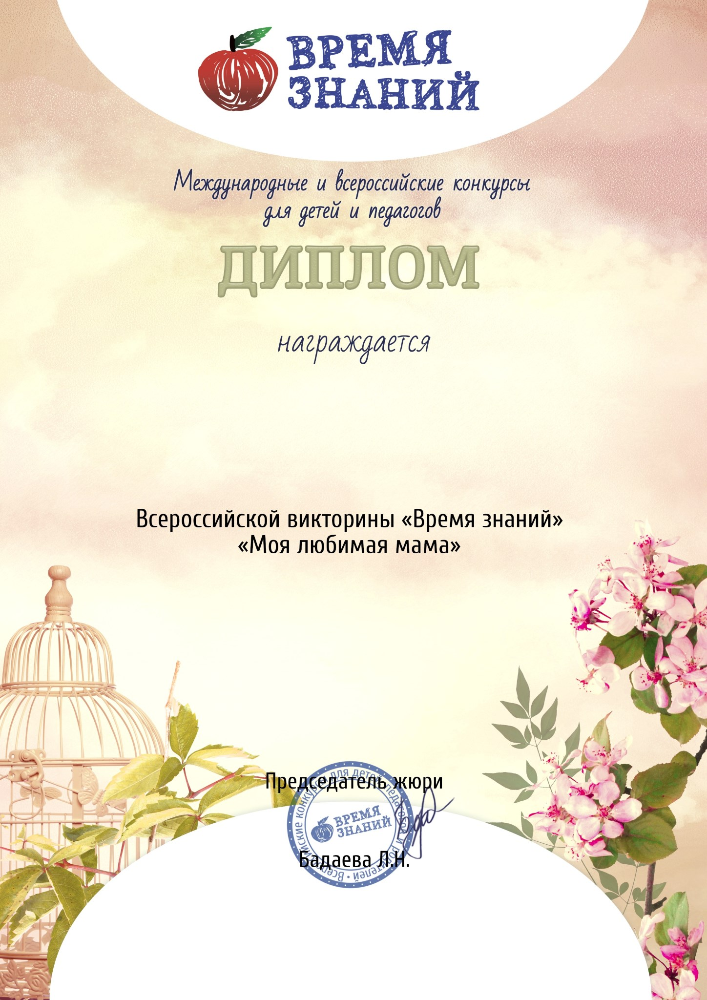 ВРЕМЯ
ЗНАНИЙ
Международные и всероссийские конкурсы
для детей и педагогов
ДИПЛОМ
награждается
Всероссийской викторины «Время знаний»
«Моя любимая мама»
Председатель жюри
Всероссийские конкурсы для детей, педагогов и родителей •
ВРЕМЯ
ЗНАНИЙ
Бадаева Л.Н.